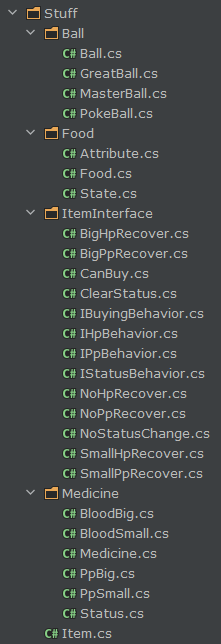 Stuff
Ball
C# Ball.cs
C# GreatBall.cs
C# MasterBall.cs
C# PokeBall.cs
Food
C# Attribute.cs
C# Food.cs
C# State.cs
ItemInterface
C# BigHpRecover.cs
C# BigPpRecover.cs
C# CanBuy.cs
C# ClearStatus.cs
C# IBuyingBehavior.cs
C# IHpBehavior.cs
C# IPpBehavior.cs
C# IStatusBehavior.cs
C# NoHpRecover.cs
C# NoPpRecover.cs
C# NoStatusChange.cs
C# SmallHpRecover.cs
C# SmallPpRecover.cs
Medicine
C# BloodBig.cs
C# BloodSmall.cs
C# Medicine.cs
C# PpBig.cs
C# PpSmall.cs
C# Status.cs
C# Item.cs